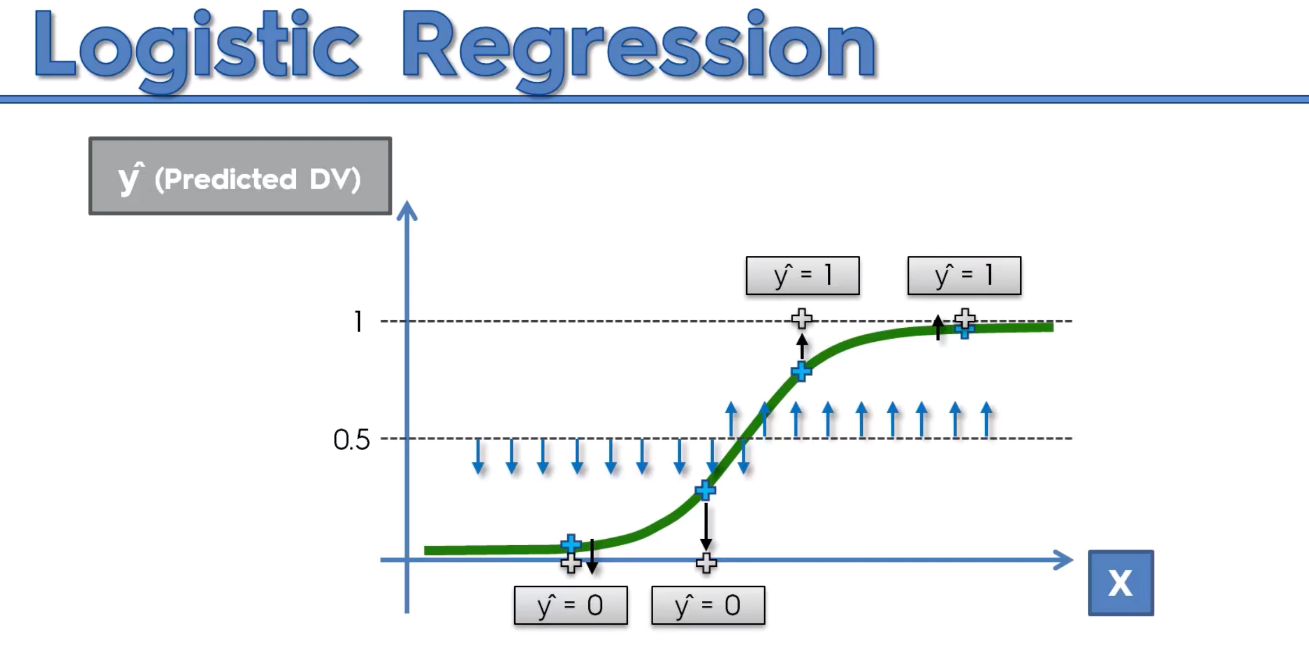 Logistic Regression
ŷ (Predicted DV)
ŷ = 1
ŷ = 1
1
0.5
X
ŷ = 0
ŷ = 0